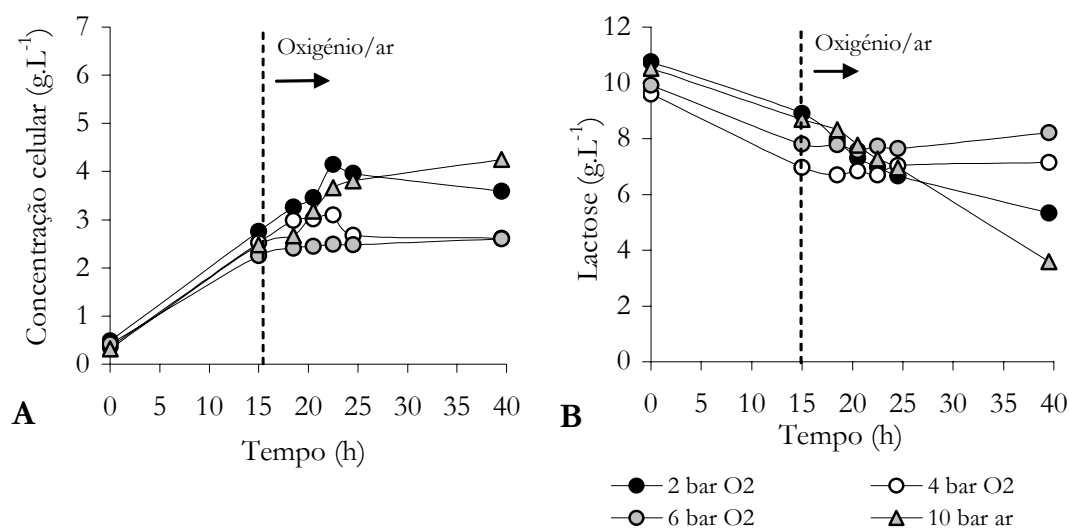 Oxigénio/ar
Concentração celular (g.L-1)
7
6
5
4
3
2
1
0
0 5 10 15 20 25 30 35 40
Tempo (h)
A
Oxigénio/ar
Lactose (g.L-1)
12
10
8
6
4
2
0
0 5 10 15 20 25 30 35 40
Tempo (h)
B
2 bar O2
4 bar O2
6 bar O2
10 bar ar